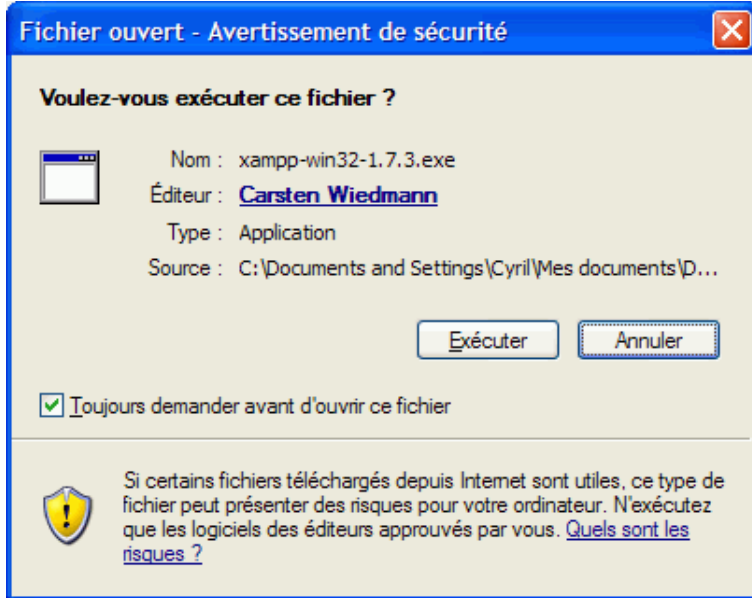 Fichier ouvert - Avertissement de sécurité
Voulez-vous exécuter ce fichier ?
Nom : xampp-win32-1.7.3.exe
Éditeur : Carsten Wiedmann
Type : Application
Source : C:\Documents and Settings\Cyril\Mes documents\D...
Exécuter Annuler
Toujours demander avant d'ouvrir ce fichier
Si certains fichiers téléchargés depuis Internet sont utiles, ce type de
fichier peut présenter des risques pour votre ordinateur. N'exécutez
que les logiciels des éditeurs approuvés par vous. Quels sont les
risques ?